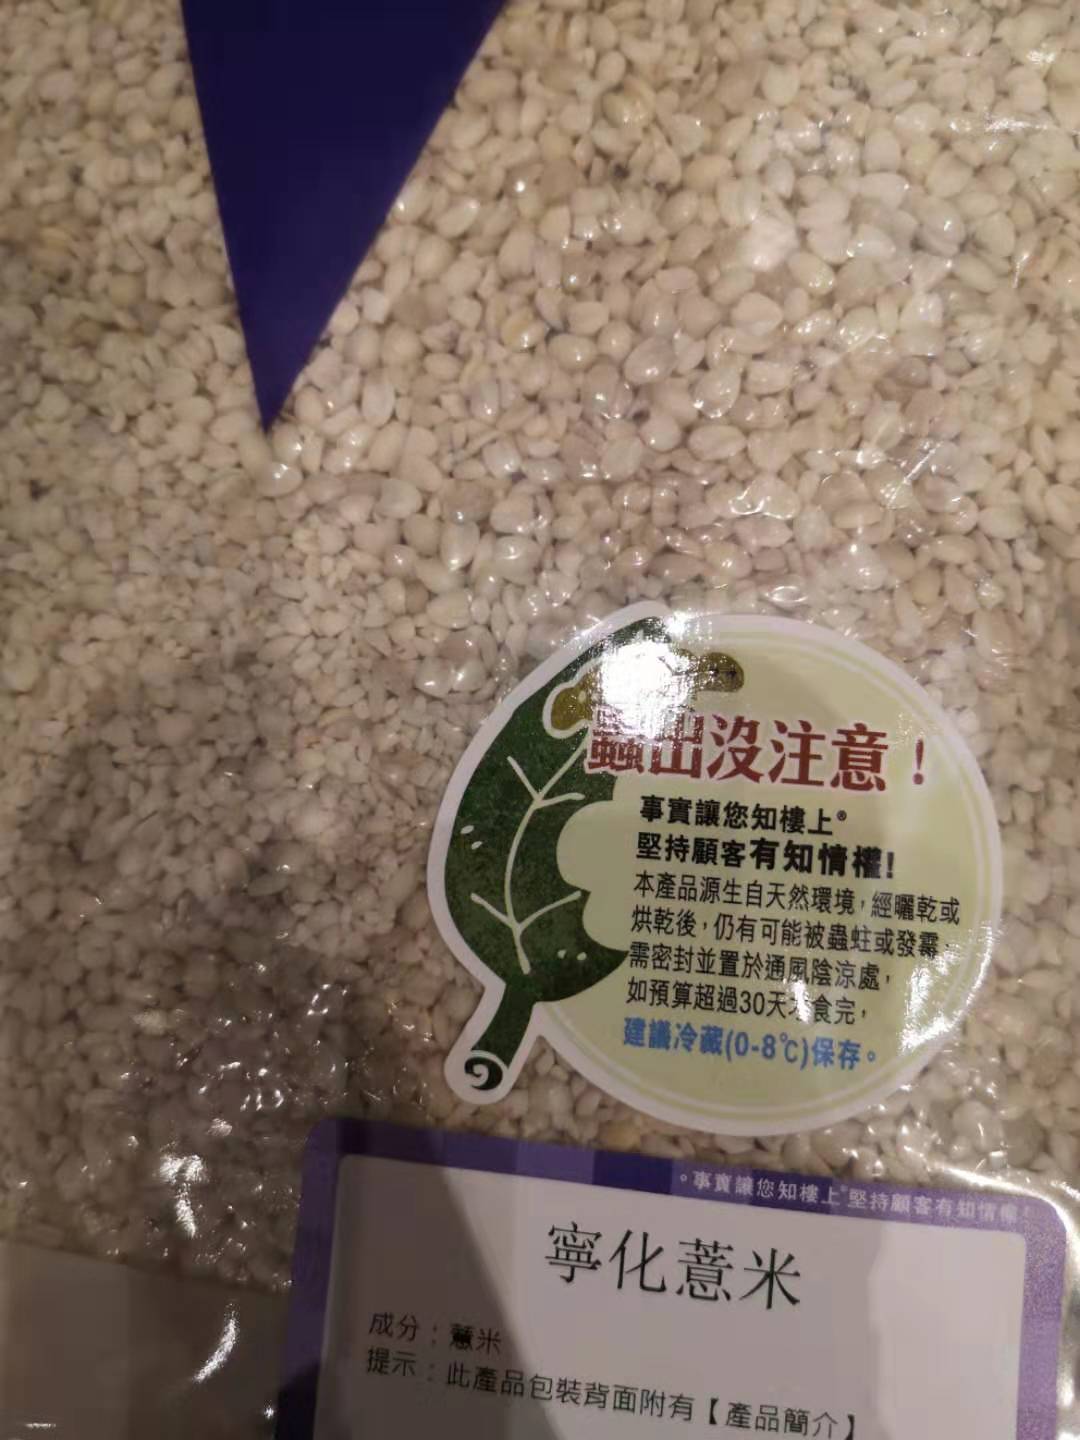 蟲出沒注意！
事實讓您知樓上®
堅持顧客有知情權!
本產品源生自天然環境，經曬乾或
烘乾後，仍有可能被蟲蛀或發霉、
需密封並置於通風陰涼處，
如預算超過30天才食完，
建議冷藏(0-8℃)保存。
。事實讓您知樓上®堅持顧客有知情權!
寧化薏米
成分：薏米
提示：此產品包裝背面附有【產品簡介】